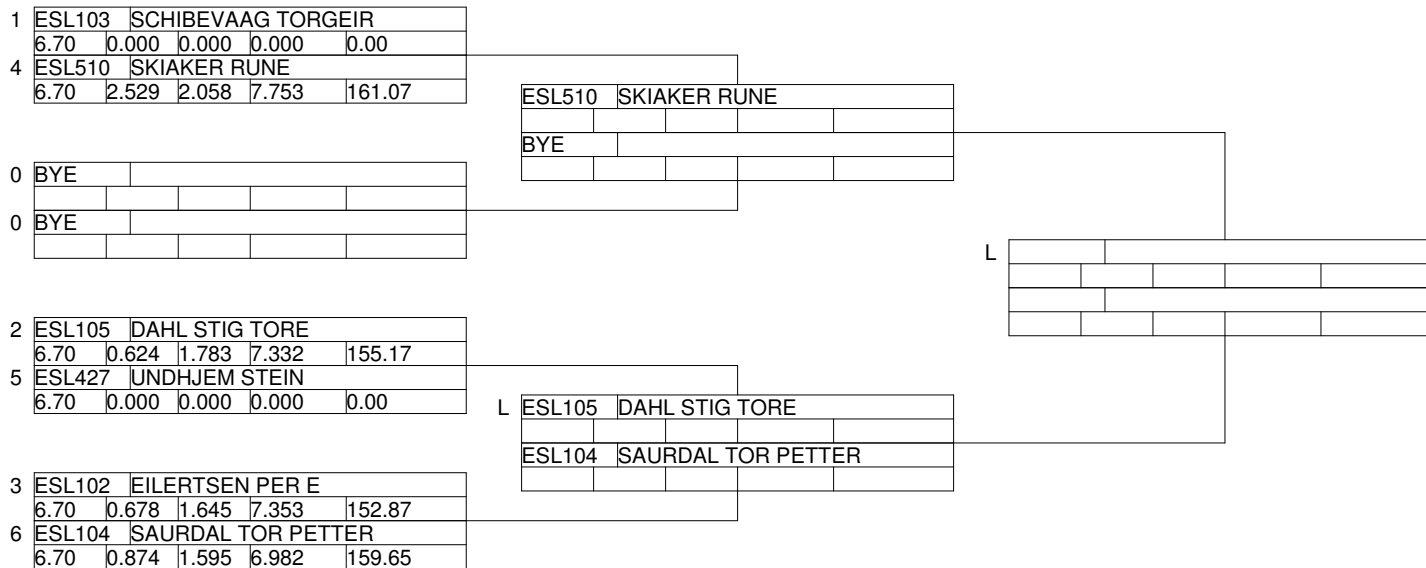 1 ESL103 SCHIBEVAAG TORGEIR
6.70 0.000 0.000 0.000 0.00
4 ESL510 SKIAKER RUNE
6.70 2.529 2.058 7.753 161.07
0 BYE
0 BYE
2 ESL105 DAHL STIG TORE
6.70 0.624 1.783 7.332 155.17
5 ESL427 UNDHJEM STEIN
6.70 0.000 0.000 0.000 0.00
3 ESL102 EILERTSEN PER E
6.70 0.678 1.645 7.353 152.87
6 ESL104 SAURDAL TOR PETTER
6.70 0.874 1.595 6.982 159.65
ESL510 SKIAKER RUNE
BYE
L ESL105 DAHL STIG TORE
ESL104 SAURDAL TOR PETTER
L